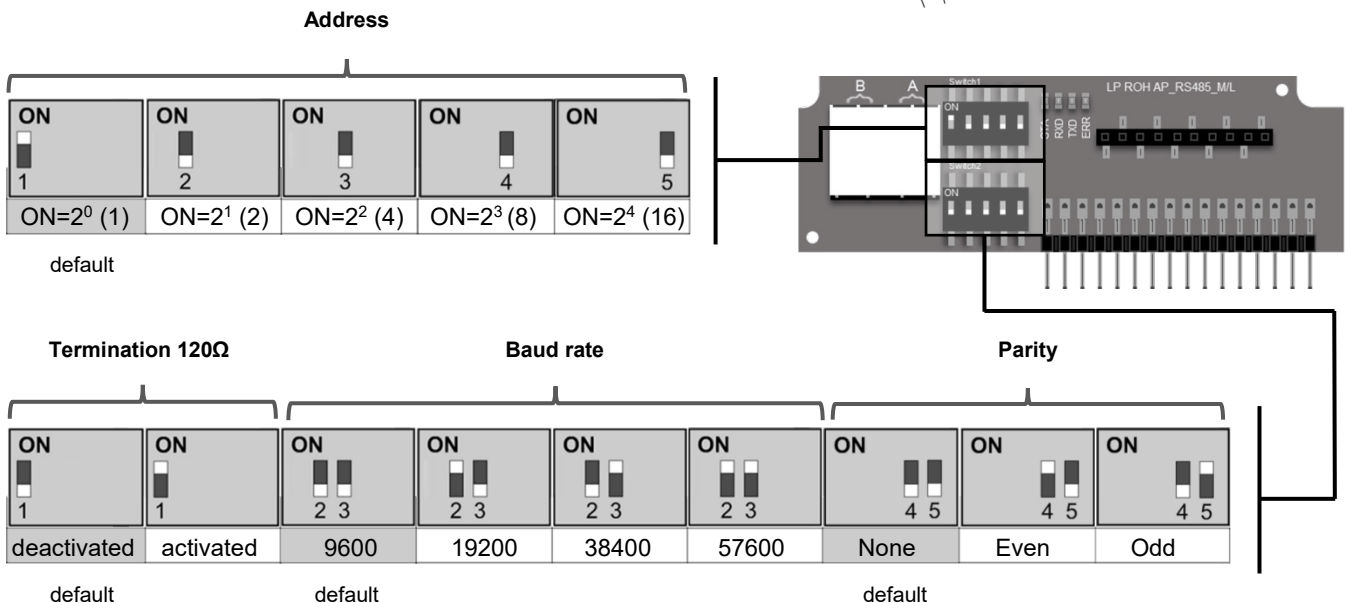 Address
ON ON ON ON ON
1 2 3 4 5
ON=2⁰ (1) ON=2¹ (2) ON=2² (4) ON=2³ (8) ON=2⁴ (16)
default
B A Switch1 LP ROH AP_RS485_M/L
ON
STA RXD TXD ERR
Switch2
ON
Termination 120Ω Baud rate Parity
ON ON ON ON ON ON ON ON ON
1 1 2 3 2 3 2 3 2 3 4 5 4 5 4 5
deactivated activated 9600 19200 38400 57600 None Even Odd
default default default